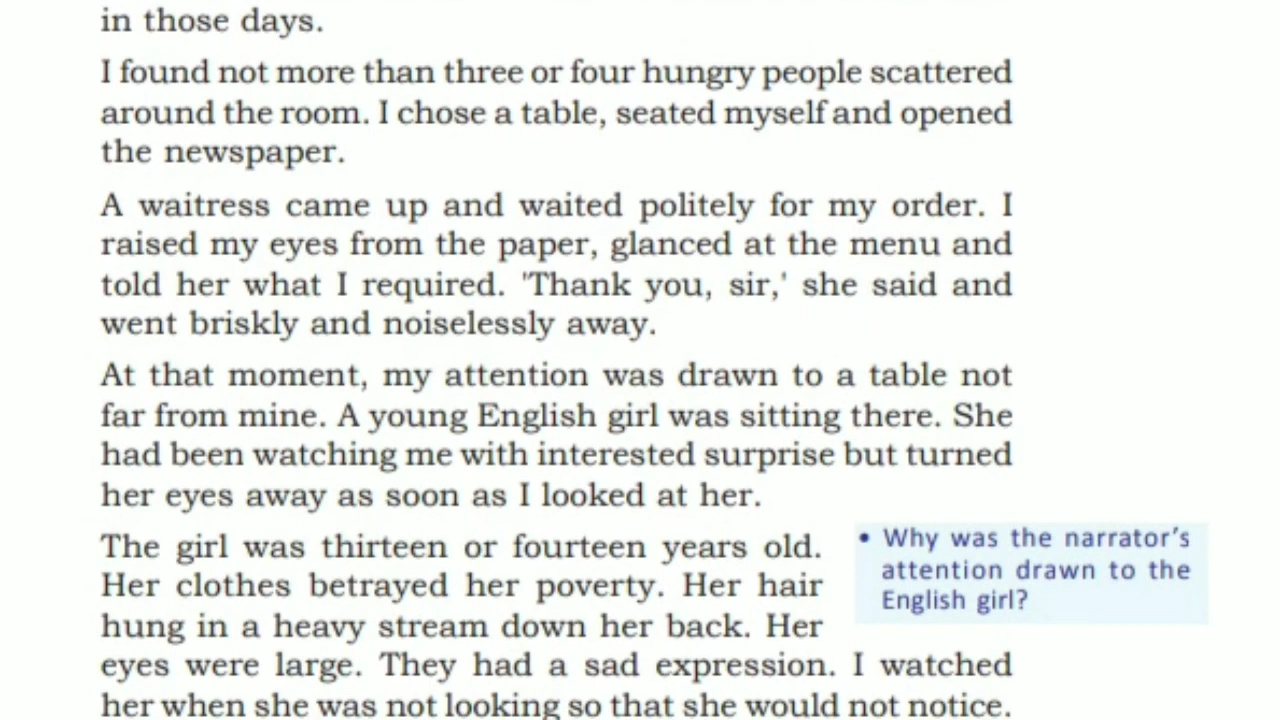 in those days.
I found not more than three or four hungry people scattered
around the room. I chose a table, seated myself and opened
the newspaper.
A waitress came up and waited politely for my order. I
raised my eyes from the paper, glanced at the menu and
told her what I required. 'Thank you, sir,' she said and
went briskly and noiselessly away.
At that moment, my attention was drawn to a table not
far from mine. A young English girl was sitting there. She
had been watching me with interested surprise but turned
her eyes away as soon as I looked at her.
The girl was thirteen or fourteen years old.
Her clothes betrayed her poverty. Her hair
hung in a heavy stream down her back. Her
eyes were large. They had a sad expression. I watched
her when she was not looking so that she would not notice.
• Why was the narrator's
attention drawn to the
English girl?